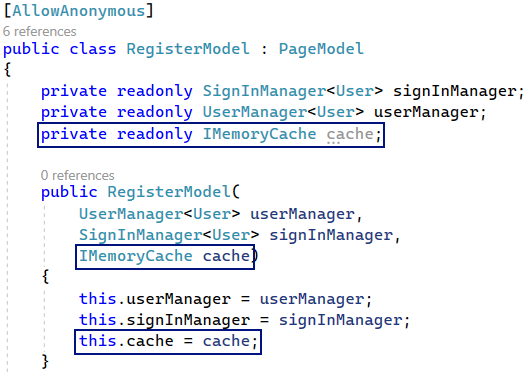 [AllowAnonymous]
6 references
public class RegisterModel : PageModel
{
private readonly SignInManager<User> signInManager;
private readonly UserManager<User> userManager;
private readonly IMemoryCache cache;
0 references
public RegisterModel(
UserManager<User> userManager,
SignInManager<User> signInManager,
IMemoryCache cache)
{
this.userManager = userManager;
this.signInManager = signInManager;
this.cache = cache;
}